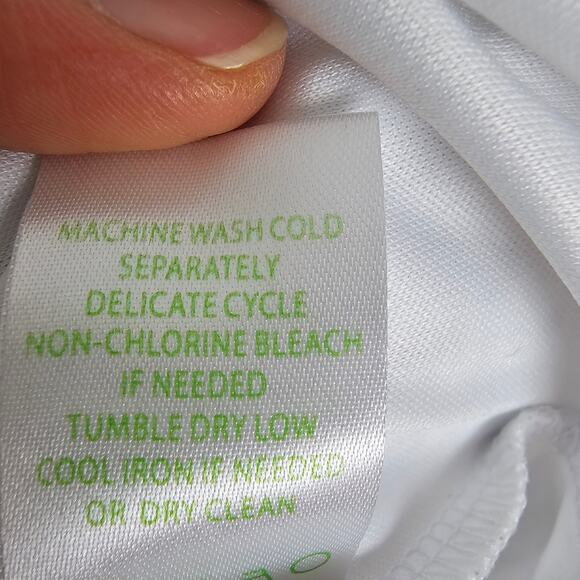 MACHINE WASH COLD
SEPARATELY
DELICATE CYCLE
NON-CHLORINE BLEACH
IF NEEDED
TUMBLE DRY LOW
COOL IRON IF NEEDED
OR DRY CLEAN